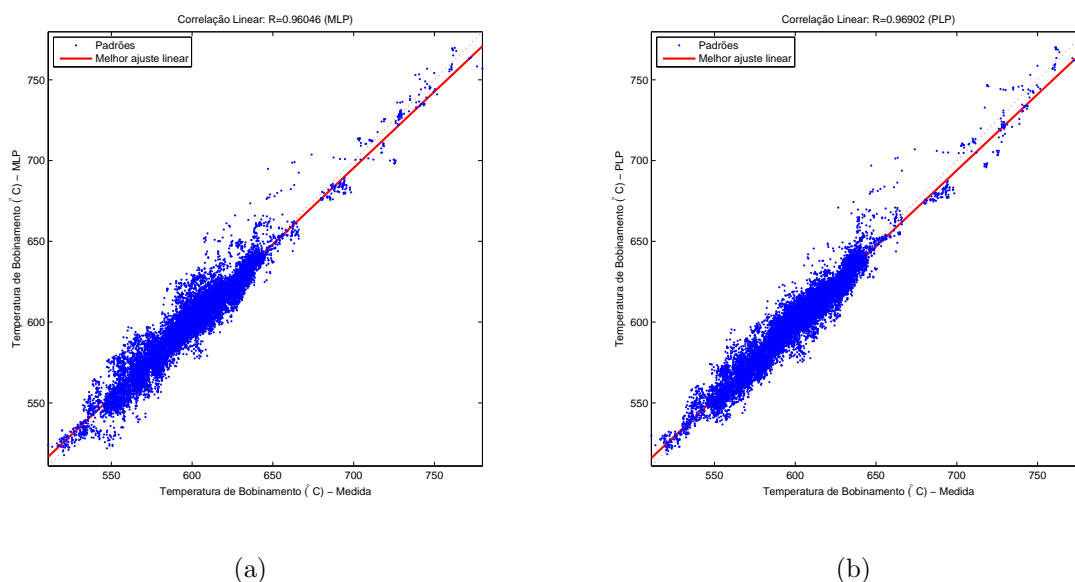 Correlação Linear: R=0.96046 (MLP)
Padrões
Melhor ajuste linear
750
700
650
600
550
550 600 650 700 750
Temperatura de Bobinamento (°C) − MLP
Temperatura de Bobinamento (°C) − Medida
(a)
Correlação Linear: R=0.96902 (PLP)
Padrões
Melhor ajuste linear
750
700
650
600
550
550 600 650 700 750
Temperatura de Bobinamento (°C) − PLP
Temperatura de Bobinamento (°C) − Medida
(b)